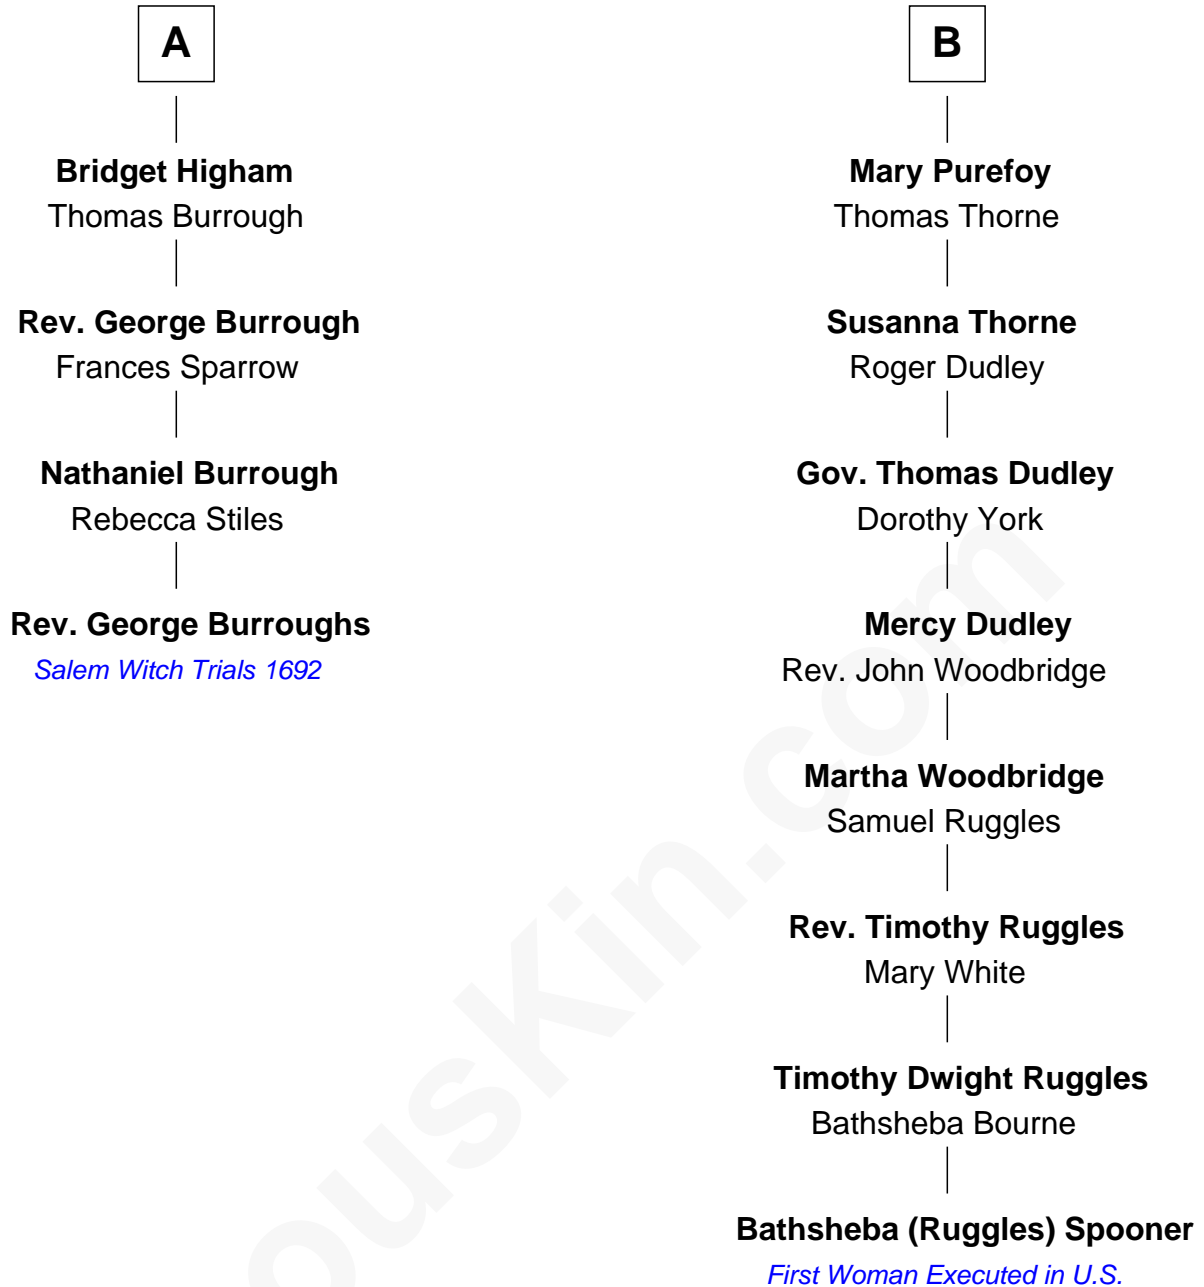 A
Bridget Higham
Thomas Burrough
Rev. George Burrough
Frances Sparrow
Nathaniel Burrough
Rebecca Stiles
Rev. George Burroughs
Salem Witch Trials 1692
B
Mary Purefoy
Thomas Thorne
Susanna Thorne
Roger Dudley
Gov. Thomas Dudley
Dorothy York
Mercy Dudley
Rev. John Woodbridge
Martha Woodbridge
Samuel Ruggles
Rev. Timothy Ruggles
Mary White
Timothy Dwight Ruggles
Bathsheba Bourne
Bathsheba (Ruggles) Spooner
First Woman Executed in U.S.
ousKin.com